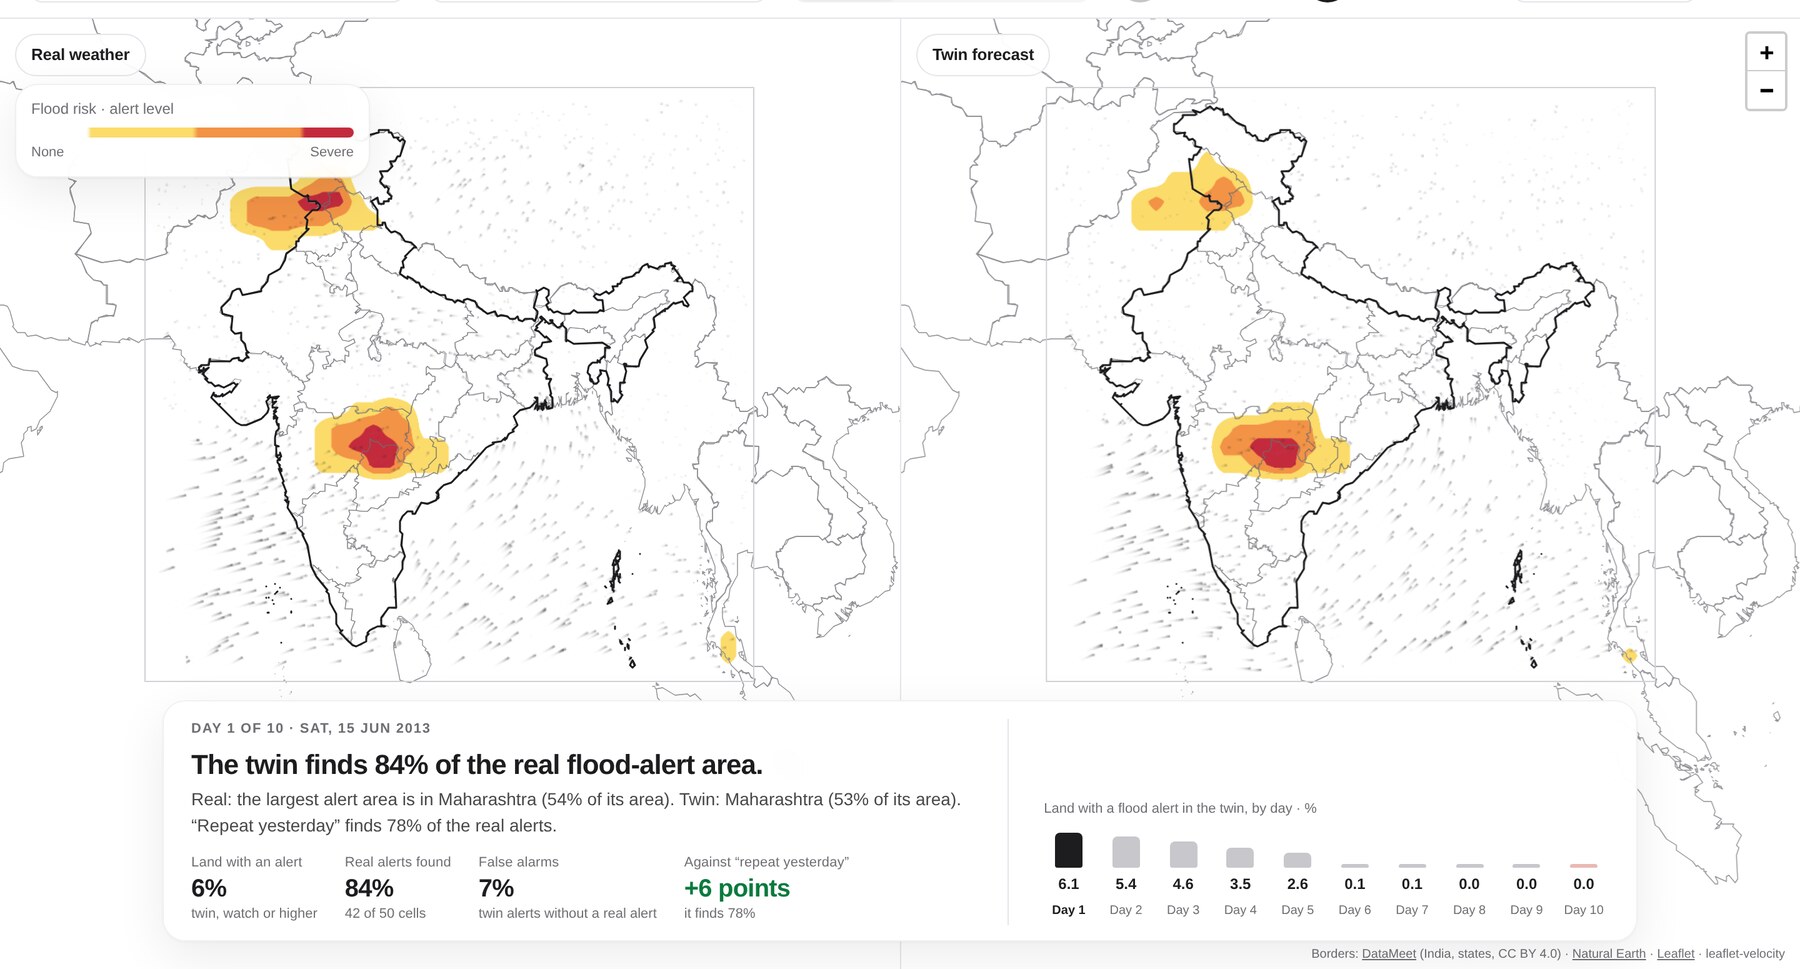 Real weather
Flood risk · alert level
None
Severe
Twin forecast
+
−
DAY 1 OF 10 · SAT, 15 JUN 2013
The twin finds 84% of the real flood-alert area.
Real: the largest alert area is in Maharashtra (54% of its area). Twin: Maharashtra (53% of its area).
“Repeat yesterday” finds 78% of the real alerts.
Land with an alert
6%
twin, watch or higher
Real alerts found
84%
42 of 50 cells
False alarms
7%
twin alerts without a real alert
Against “repeat yesterday”
+6 points
it finds 78%
Land with a flood alert in the twin, by day · %
6.1 5.4 4.6 3.5 2.6 0.1 0.1 0.0 0.0 0.0
Day 1 Day 2 Day 3 Day 4 Day 5 Day 6 Day 7 Day 8 Day 9 Day 10
Borders: DataMeet (India, states, CC BY 4.0) · Natural Earth · Leaflet · leaflet-velocity